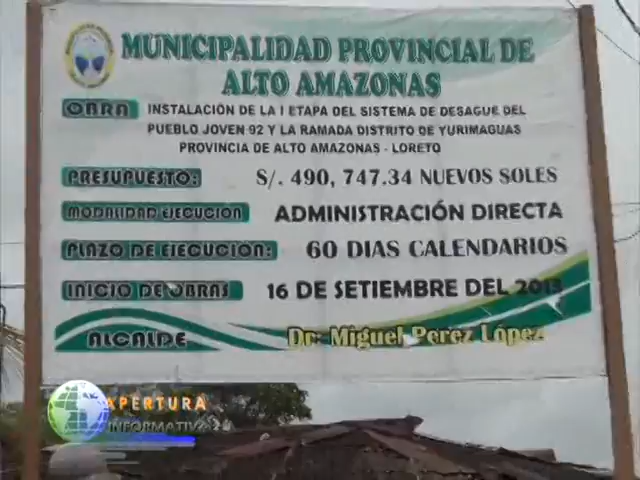 MUNICIPALIDAD PROVINCIAL DE
ALTO AMAZONAS
OBRA INSTALACIÓN DE LA I ETAPA DEL SISTEMA DE DESAGUE DEL
PUEBLO JOVEN 92 Y LA RAMADA DISTRITO DE YURIMAGUAS
PROVINCIA DE ALTO AMAZONAS - LORETO
PRESUPUESTO: S/. 490, 747.34 NUEVOS SOLES
MODALIDAD EJECUCION ADMINISTRACIÓN DIRECTA
PLAZO DE EJECUCION: 60 DIAS CALENDARIOS
INICIO DE OBRAS 16 DE SETIEMBRE DEL 2013
ALCALDE Dr. Miguel Perez López
APERTURA
INFORMATIVA